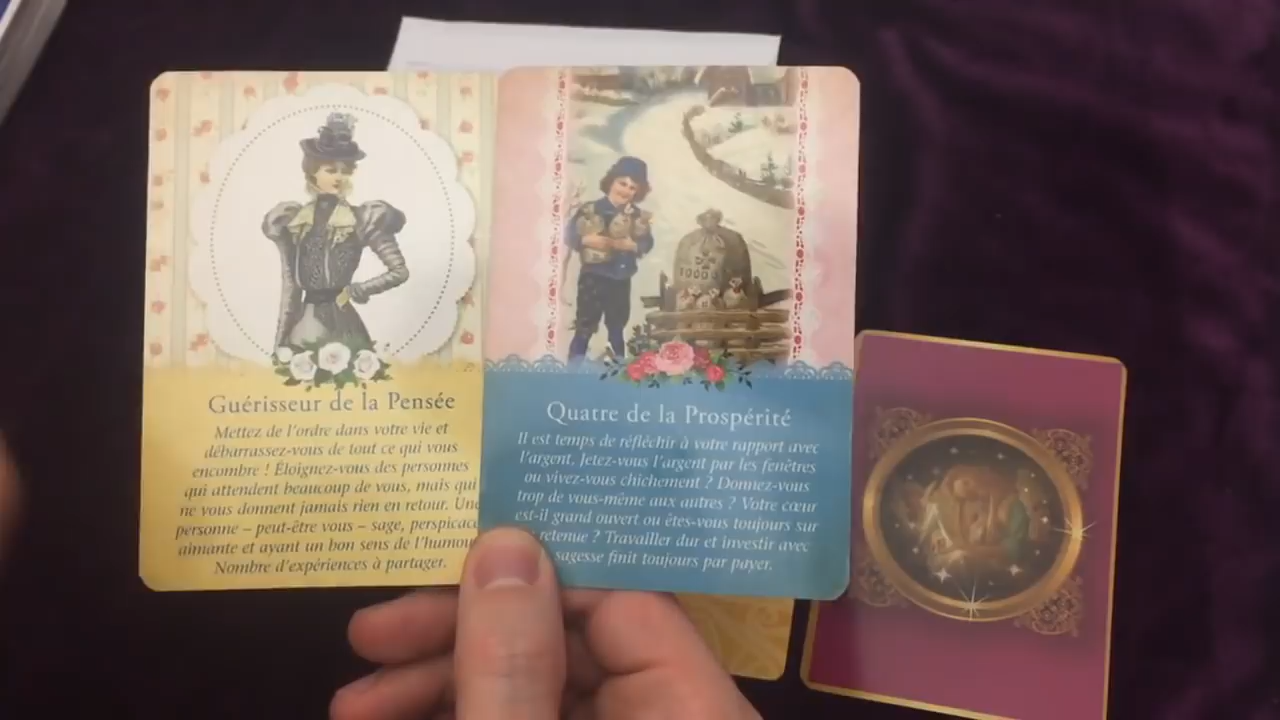 Guérisseur de la Pensée
Mettez de l'ordre dans votre vie et
débarrassez-vous de tout ce qui vous
encombre ! Éloignez-vous des personnes
qui attendent beaucoup de vous, mais qui
ne vous donnent jamais rien en retour. Une
personne – peut-être vous – sage, perspicace
aimante et ayant un bon sens de l'humour
Nombre d'expériences à partager.
Quatre de la Prospérité
Il est temps de réfléchir à votre rapport avec
l'argent. Jetez-vous l'argent par les fenêtres
ou vivez-vous chichement ? Donnez-vous
trop de vous-même aux autres ? Votre cœur
est-il grand ouvert ou êtes-vous toujours sur
retenue ? Travailler dur et investir avec
sagesse finit toujours par payer.